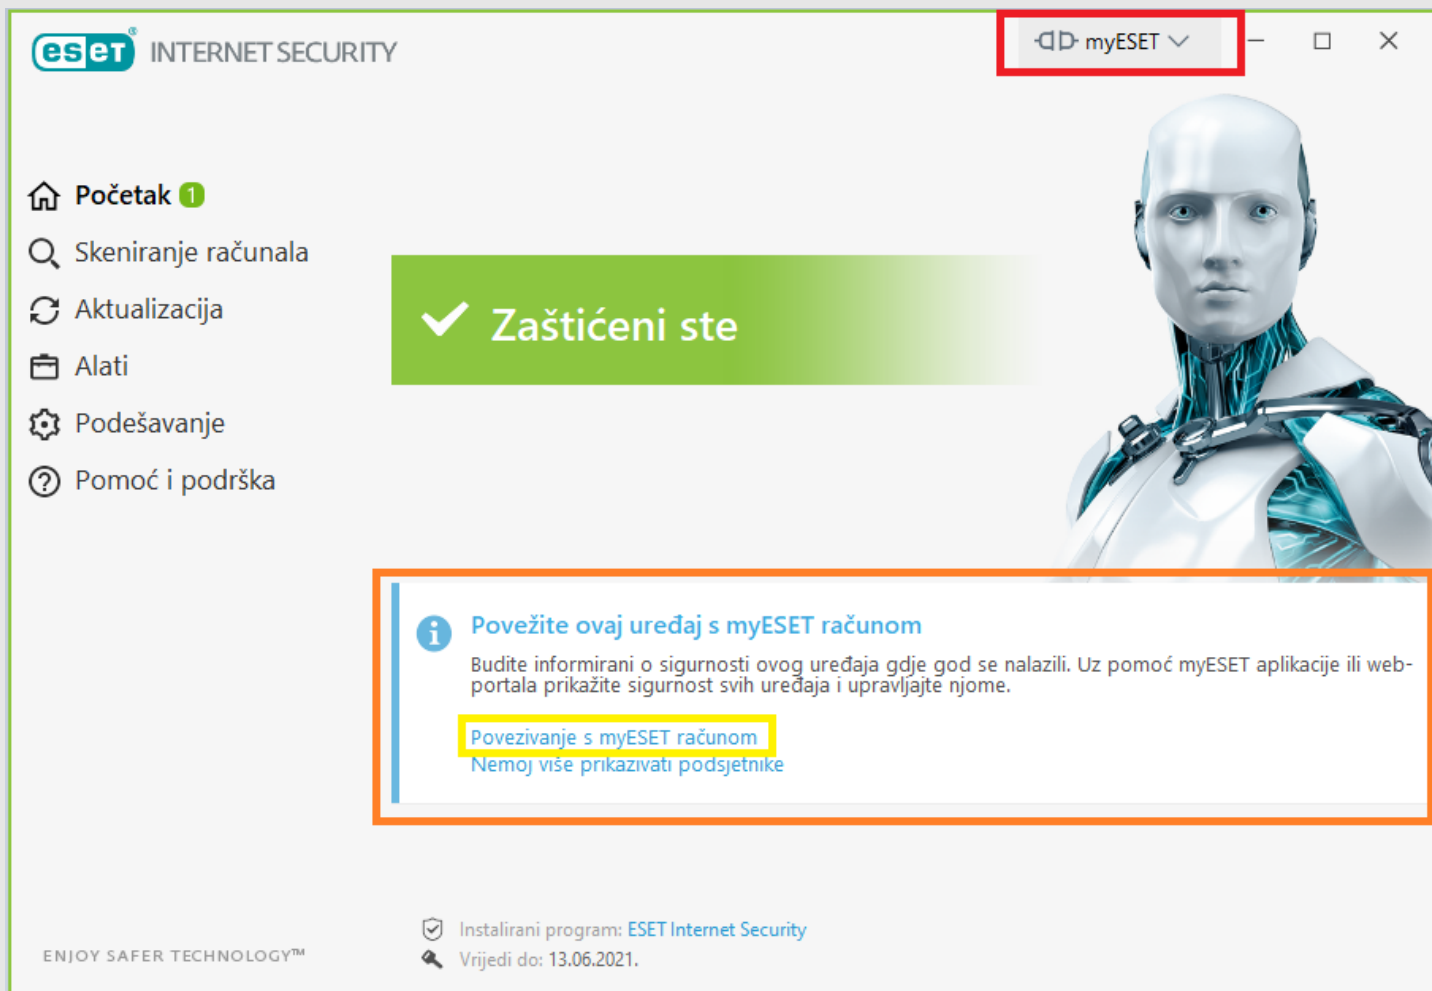 eset® INTERNET SECURITY
myESET
Početak 1
Skeniranje računala
Aktualizacija
Alati
Podešavanje
Pomoć i podrška
Zaštićeni ste
Povežite ovaj uređaj s myESET računom
Budite informirani o sigurnosti ovog uređaja gdje god se nalazili. Uz pomoć myESET aplikacije ili web-
portala prikažite sigurnost svih uređaja i upravljajte njome.
Povezivanje s myESET računom
Nemoj više prikazivati podsjetnike
Instalirani program: ESET Internet Security
Vrijedi do: 13.06.2021.
ENJOY SAFER TECHNOLOGY™